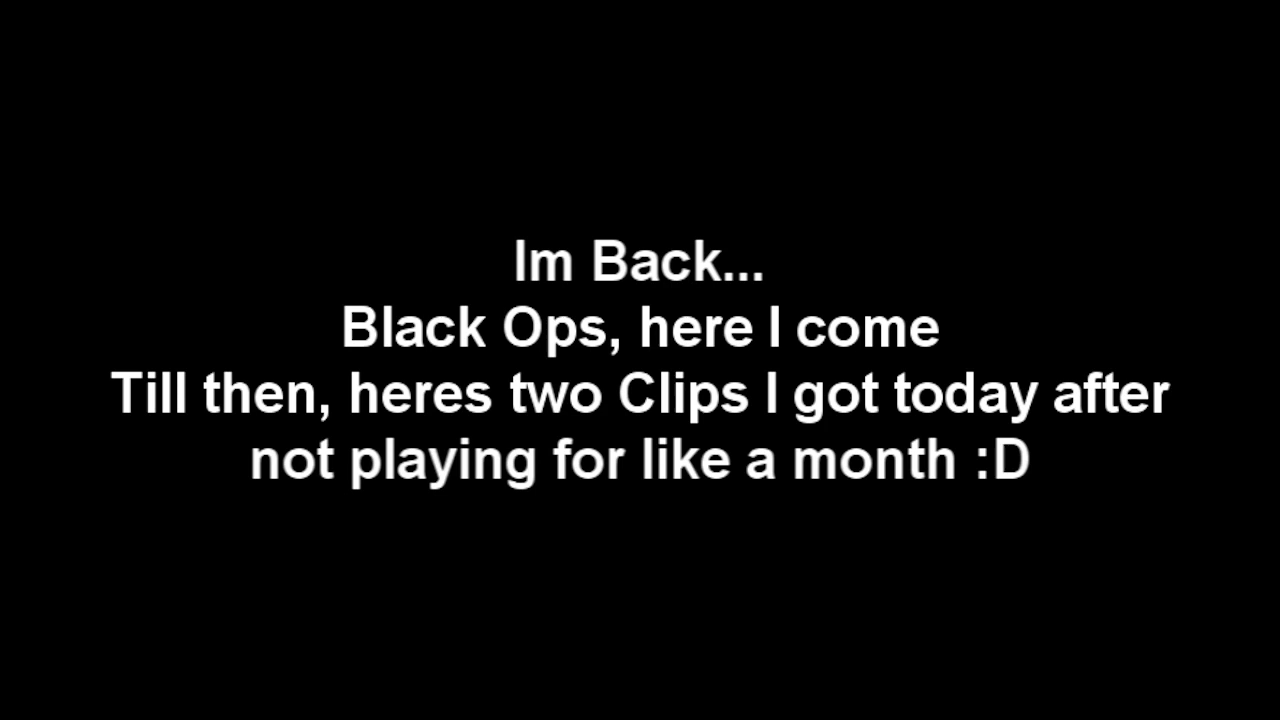 Im Back...
Black Ops, here I come
Till then, heres two Clips I got today after
not playing for like a month :D